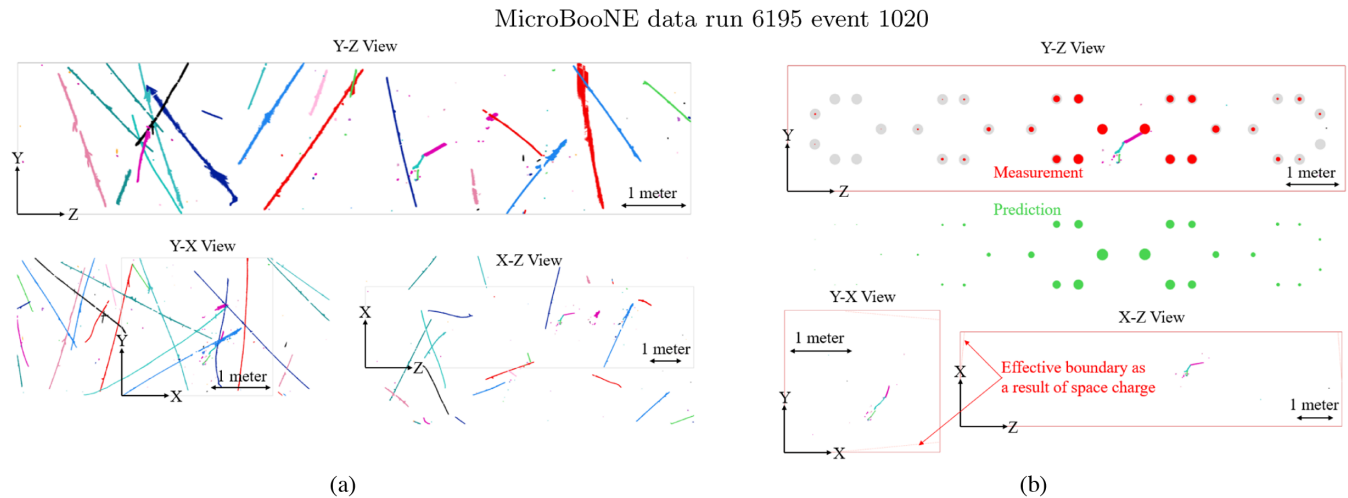 MicroBooNE data run 6195 event 1020
Y-Z View
Y
Z
1 meter
Y-X View
Y
X
1 meter
X-Z View
X
Z
1 meter
(a)
Y-Z View
Y
Z
Measurement
1 meter
Prediction
Y-X View
1 meter
Y
X
X-Z View
Effective boundary as
a result of space charge
X
Z
1 meter
(b)